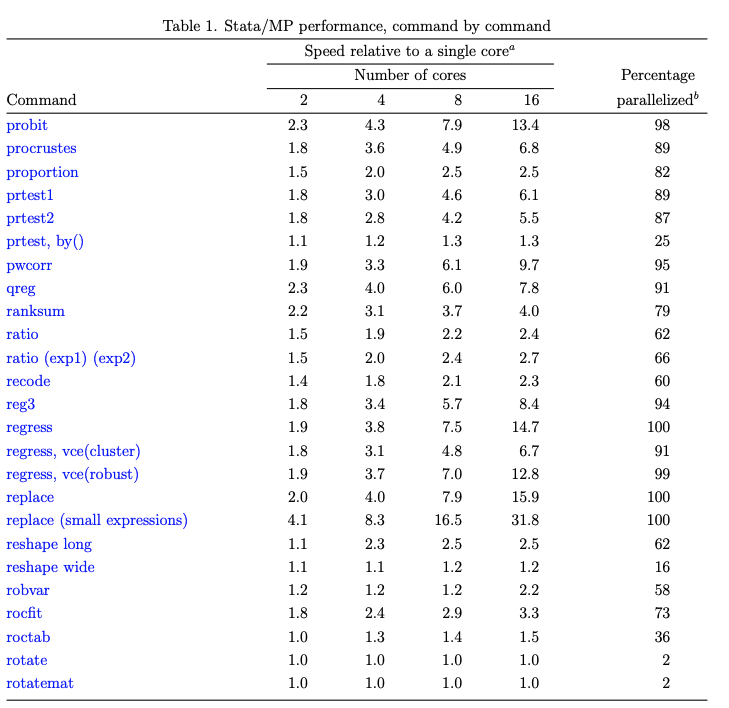 Table 1. Stata/MP performance, command by command
Speed relative to a single core^a
Number of cores Percentage
Command 2 4 8 16 parallelized^b
probit 2.3 4.3 7.9 13.4 98
procrustes 1.8 3.6 4.9 6.8 89
proportion 1.5 2.0 2.5 2.5 82
prtest1 1.8 3.0 4.6 6.1 89
prtest2 1.8 2.8 4.2 5.5 87
prtest, by() 1.1 1.2 1.3 1.3 25
pwcorr 1.9 3.3 6.1 9.7 95
qreg 2.3 4.0 6.0 7.8 91
ranksum 2.2 3.1 3.7 4.0 79
ratio 1.5 1.9 2.2 2.4 62
ratio (exp1) (exp2) 1.5 2.0 2.4 2.7 66
recode 1.4 1.8 2.1 2.3 60
reg3 1.8 3.4 5.7 8.4 94
regress 1.9 3.8 7.5 14.7 100
regress, vce(cluster) 1.8 3.1 4.8 6.7 91
regress, vce(robust) 1.9 3.7 7.0 12.8 99
replace 2.0 4.0 7.9 15.9 100
replace (small expressions) 4.1 8.3 16.5 31.8 100
reshape long 1.1 2.3 2.5 2.5 62
reshape wide 1.1 1.1 1.2 1.2 16
robvar 1.2 1.2 1.2 2.2 58
rocfit 1.8 2.4 2.9 3.3 73
roctab 1.0 1.3 1.4 1.5 36
rotate 1.0 1.0 1.0 1.0 2
rotatemat 1.0 1.0 1.0 1.0 2